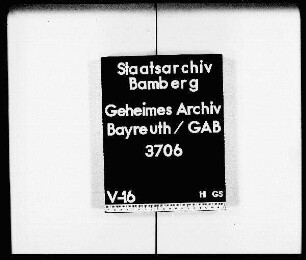 Staatsarchiv
Bamberg
Geheimes Archiv
Bayreuth / GAB
3706
V-16 HI GS